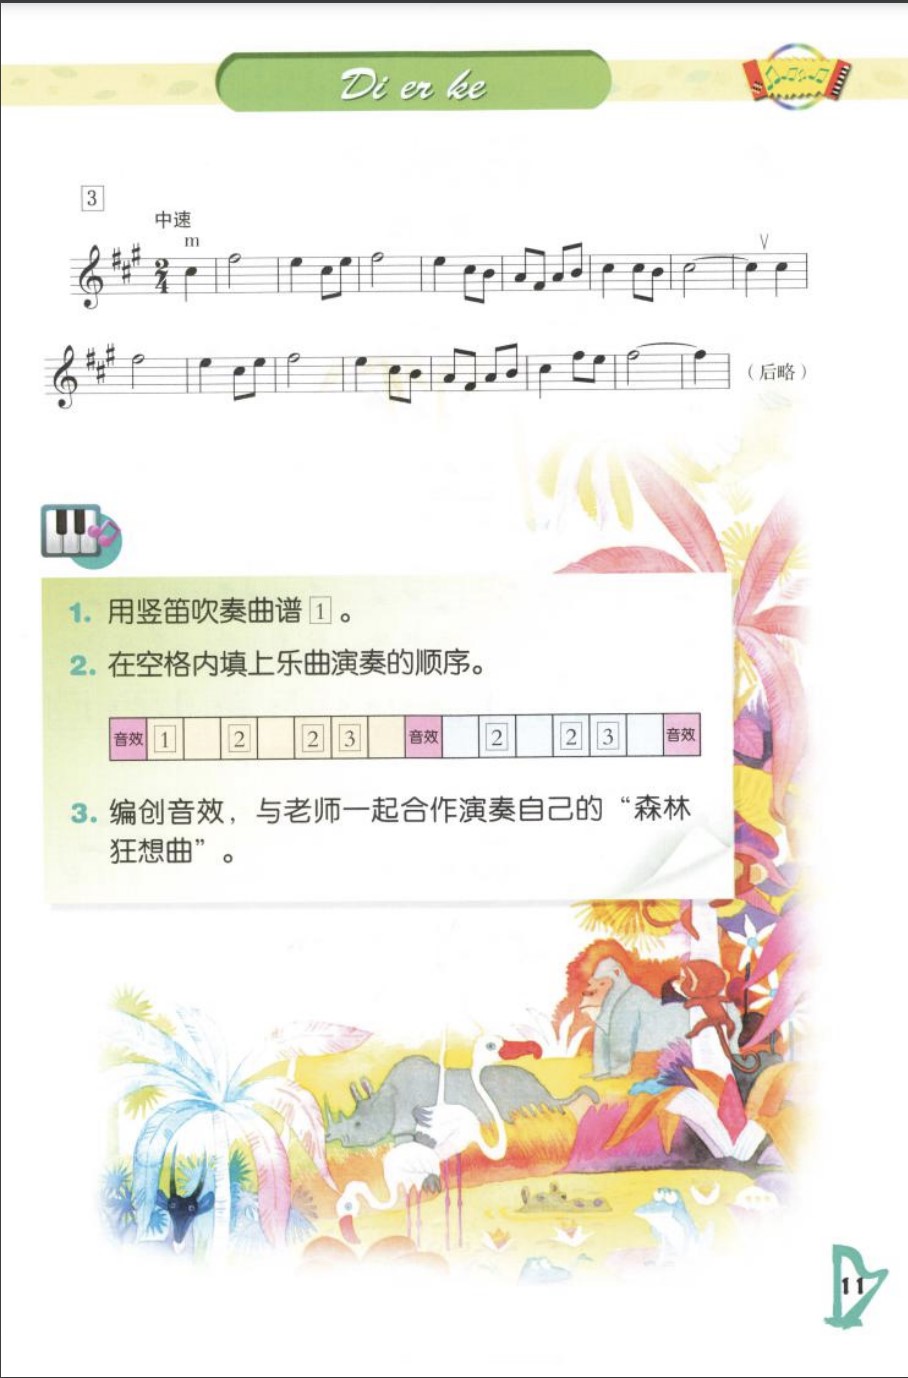 Di er ke
3
中速
m
2
4
（后略）
1. 用竖笛吹奏曲谱 1 。
2. 在空格内填上乐曲演奏的顺序。
音效 1 2 2 3 音效 2 2 3 音效
3. 编创音效，与老师一起合作演奏自己的“森林
狂想曲”。
11